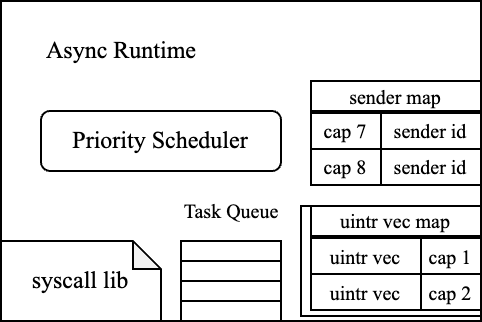 Async Runtime
sender map
Priority Scheduler
cap 7 sender id
cap 8 sender id
Task Queue
uintr vec map
uintr vec cap 1
syscall lib
uintr vec cap 2